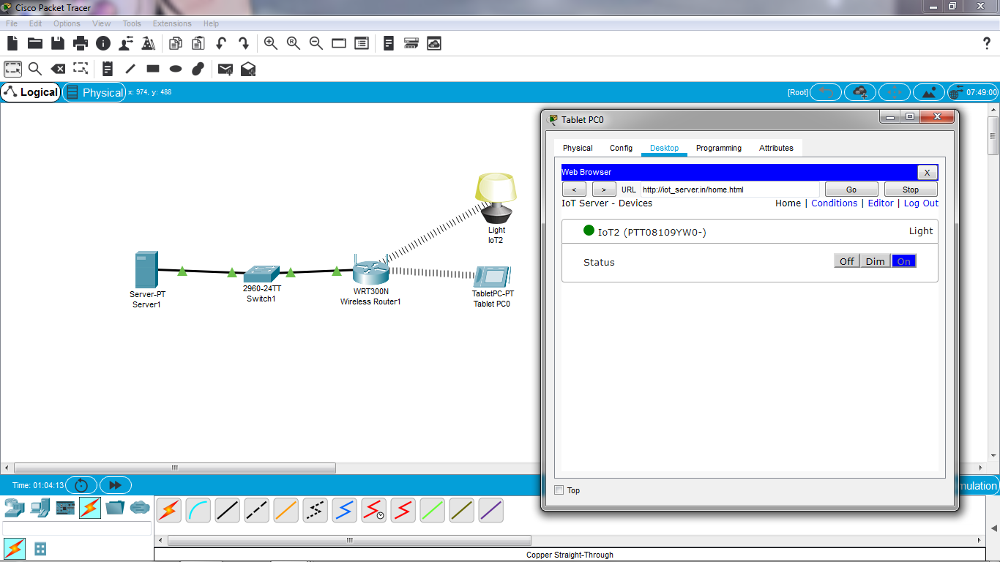 Cisco Packet Tracer
File Edit Options View Tools Extensions Help
?
Logical Physical x: 974, y: 488 [Root] 07:49:00
Light
IoT2
Server-PT
Server1
2960-24TT
Switch1
WRT300N
Wireless Router1
TabletPC-PT
Tablet PC0
Tablet PC0
Physical Config Desktop Programming Attributes
Web Browser X
< > URL http://iot_server.in/home.html Go Stop
IoT Server - Devices Home | Conditions | Editor | Log Out
IoT2 (PTT08109YW0-) Light
Status Off Dim On
Top
Time: 01:04:13
mulation
Copper Straight-Through